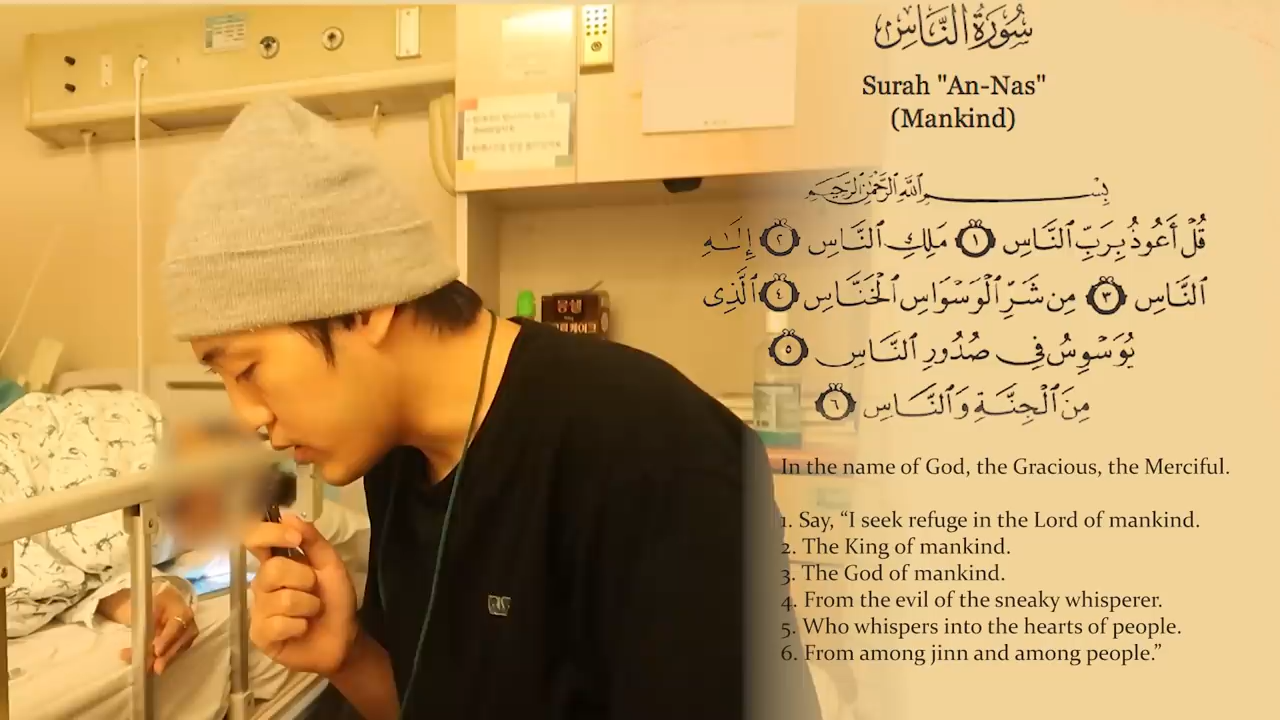 سُورَةُ النَّاسِ
Surah "An-Nas"
(Mankind)
بِسْمِ ٱللَّهِ ٱلرَّحْمَٰنِ ٱلرَّحِيمِ
قُلْ أَعُوذُ بِرَبِّ ٱلنَّاسِ ١ مَلِكِ ٱلنَّاسِ ٢ إِلَٰهِ
ٱلنَّاسِ ٣ مِن شَرِّ ٱلْوَسْوَاسِ ٱلْخَنَّاسِ ٤ ٱلَّذِى
يُوَسْوِسُ فِى صُدُورِ ٱلنَّاسِ ٥
مِنَ ٱلْجِنَّةِ وَٱلنَّاسِ ٦
In the name of God, the Gracious, the Merciful.
1. Say, “I seek refuge in the Lord of mankind.
2. The King of mankind.
3. The God of mankind.
4. From the evil of the sneaky whisperer.
5. Who whispers into the hearts of people.
6. From among jinn and among people.”
몽쉘